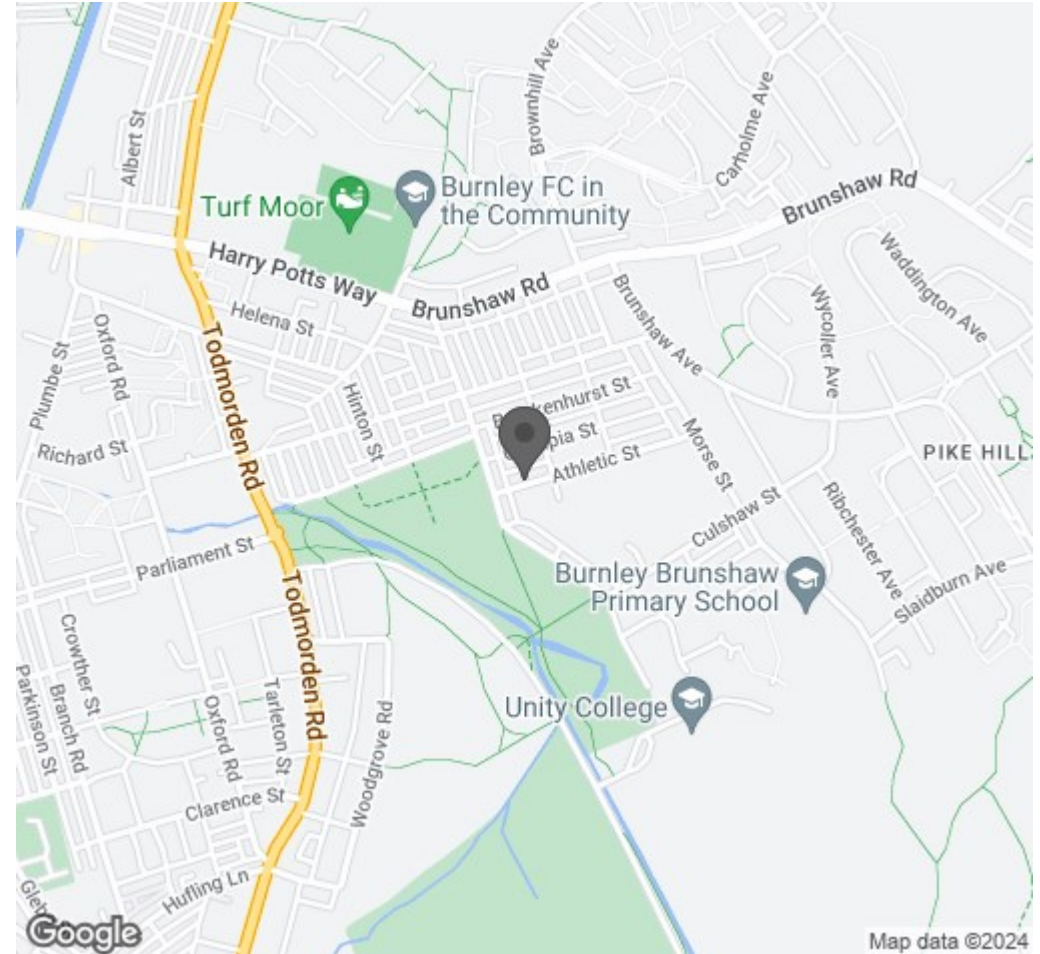 Albert St
Brownhill Ave
Carholme Ave
Burnley FC in
the Community
Turf Moor
Brunshaw Rd
Harry Potts Way
Brunshaw Rd
Waddington Ave
Wycoller Ave
Brunshaw Ave
Helena St
Oxford Rd
Todmorden Rd
Plumbe St
Hinton St
Richard St
Athletic St
Morse St
PIKE HILL
Culshaw St
Ribchester Ave
Slaidburn Ave
Parliament St
Burnley Brunshaw
Primary School
Todmorden Rd
Crowther St
Parkinson St
Branch Rd
Oxford Rd
Tarleton St
Woodgrove Rd
Unity College
Clarence St
Hufling Ln
Google
Map data ©2024